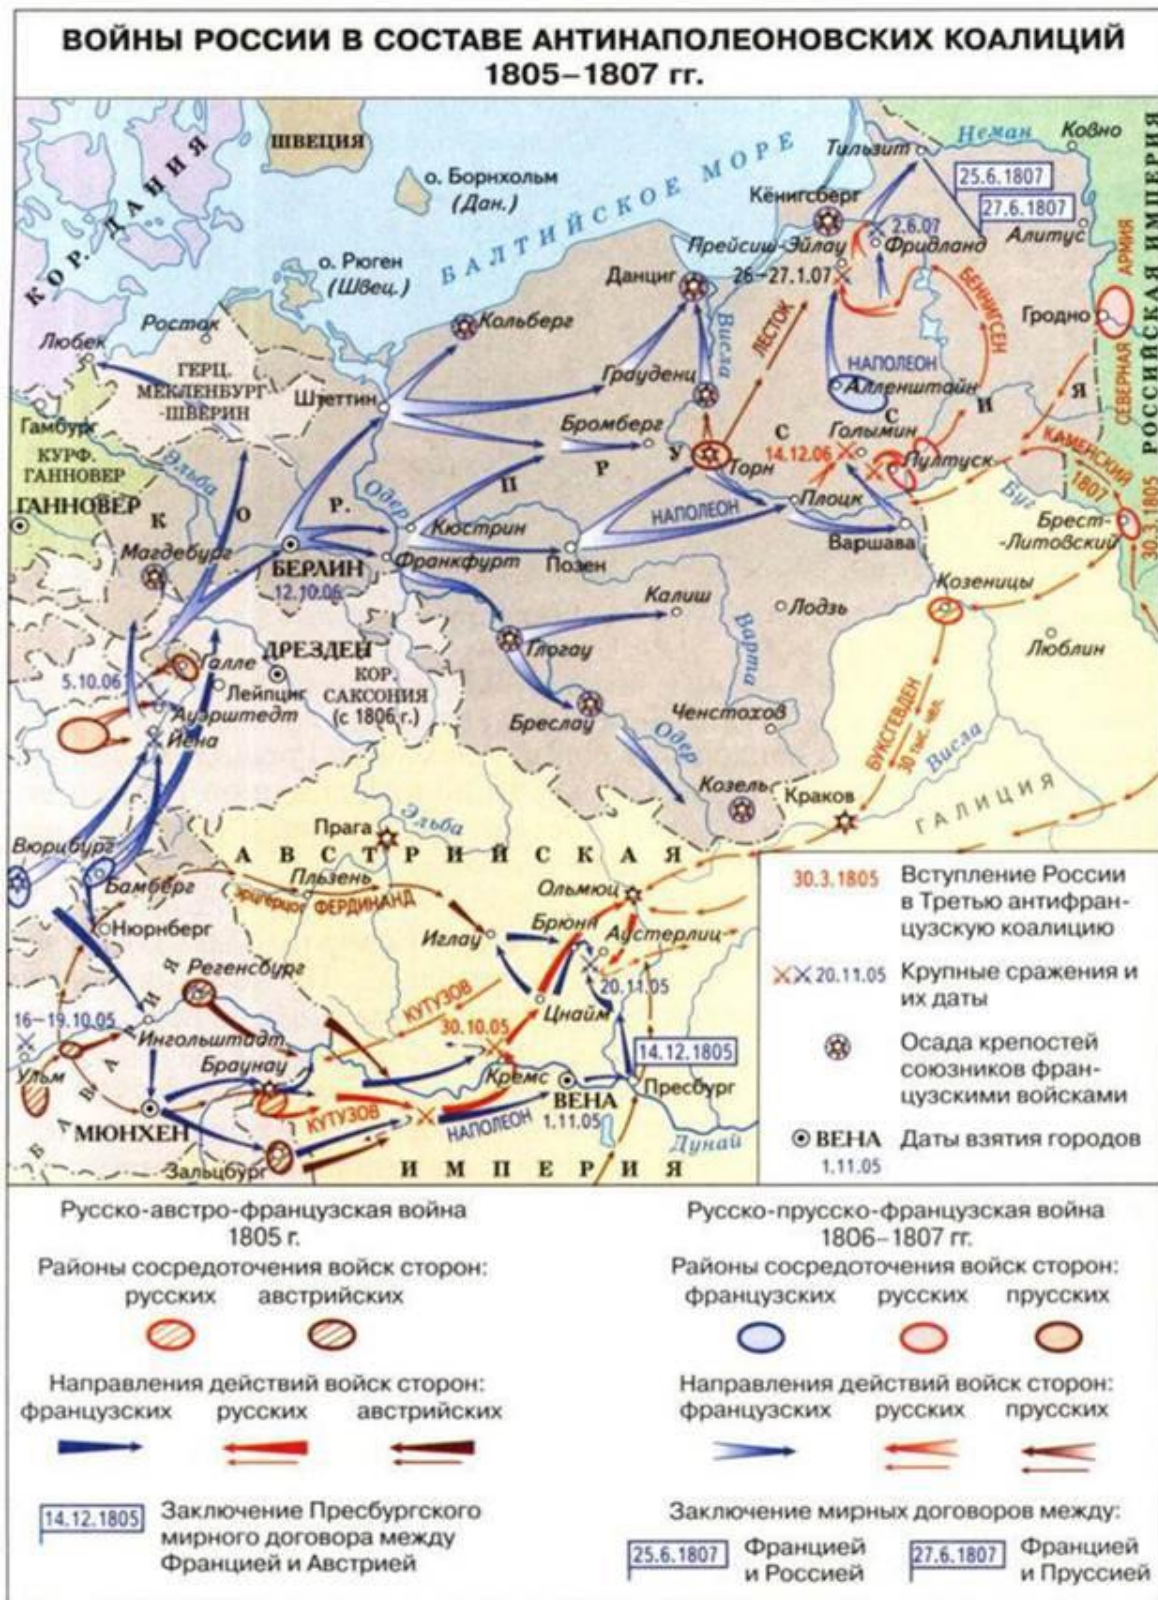 ВОЙНЫ РОССИИ В СОСТАВЕ АНТИНАПОЛЕОНОВСКИХ КОАЛИЦИЙ
1805–1807 гг.
КОР. ДАНИЯ
ШВЕЦИЯ
о. Борнхольм
(Дан.)
БАЛТИЙСКОЕ МОРЕ
Неман
Ковно
Тильзит
25.6.1807
27.6.1807
Кёнигсберг
2.6.07
Прейсиш-Эйлау
Фридланд
Алитус
26–27.1.07
о. Рюген
(Швец.)
Данциг
Кольберг
Висла
ЛЕСТОК
БЕННИГСЕН
Гродно
СЕВЕРНАЯ АРМИЯ
РОССИЙСКАЯ ИМПЕРИЯ
Росток
Любек
ГЕРЦ.
МЕКЛЕНБУРГ
-ШВЕРИН
Штеттин
Грауденц
НАПОЛЕОН
Алленштайн
Гамбург
КУРФ.
ГАННОВЕР
ГАННОВЕР
Эльба
Бромберг
Голымин
14.12.06
Пултуск
КАМЕНСКИЙ
1807
Торн
КОР. ПРУССИЯ
Одер
Кюстрин
НАПОЛЕОН
Плоцк
Буг
Брест-
-Литовский
30.3.1805
Магдебург
БЕРЛИН
12.10.06
Франкфурт
Позен
Варшава
Козеницы
Калиш
Лодзь
Варта
Люблин
Глогау
Галле
5.10.06
ДРЕЗДЕН
Лейпциг
КОР.
САКСОНИЯ
(с 1806 г.)
Ауэрштедт
Йена
Бреслау
Одер
Ченстохов
БУКСГЕВДЕН
30 тыс. чел.
Висла
Козель
Краков
ГАЛИЦИЯ
Прага
Эльба
Вюрцбург
АВСТРИЙСКАЯ
Бамберг
Пльзень
эрцгерцог ФЕРДИНАНД
Ольмюц
Нюрнберг
Иглау
Брюнн
Аустерлиц
Регенсбург
20.11.05
КУТУЗОВ
Цнайм
16–19.10.05
30.10.05
14.12.1805
Ингольштадт
Браунау
Ульм
Кремс
ВЕНА
1.11.05
Пресбург
КУТУЗОВ
НАПОЛЕОН
БАВАРИЯ
МЮНХЕН
Дунай
Зальцбург
ИМПЕРИЯ
30.3.1805 Вступление России
в Третью антифран-
цузскую коалицию
20.11.05 Крупные сражения и
их даты
Осада крепостей
союзников фран-
цузскими войсками
ВЕНА Даты взятия городов
1.11.05
Русско-австро-французская война
1805 г.
Районы сосредоточения войск сторон:
русских австрийских
Направления действий войск сторон:
французских русских австрийских
14.12.1805 Заключение Пресбургского
мирного договора между
Францией и Австрией
Русско-прусско-французская война
1806–1807 гг.
Районы сосредоточения войск сторон:
французских русских прусских
Направления действий войск сторон:
французских русских прусских
Заключение мирных договоров между:
25.6.1807 Францией
и Россией
27.6.1807 Францией
и Пруссией